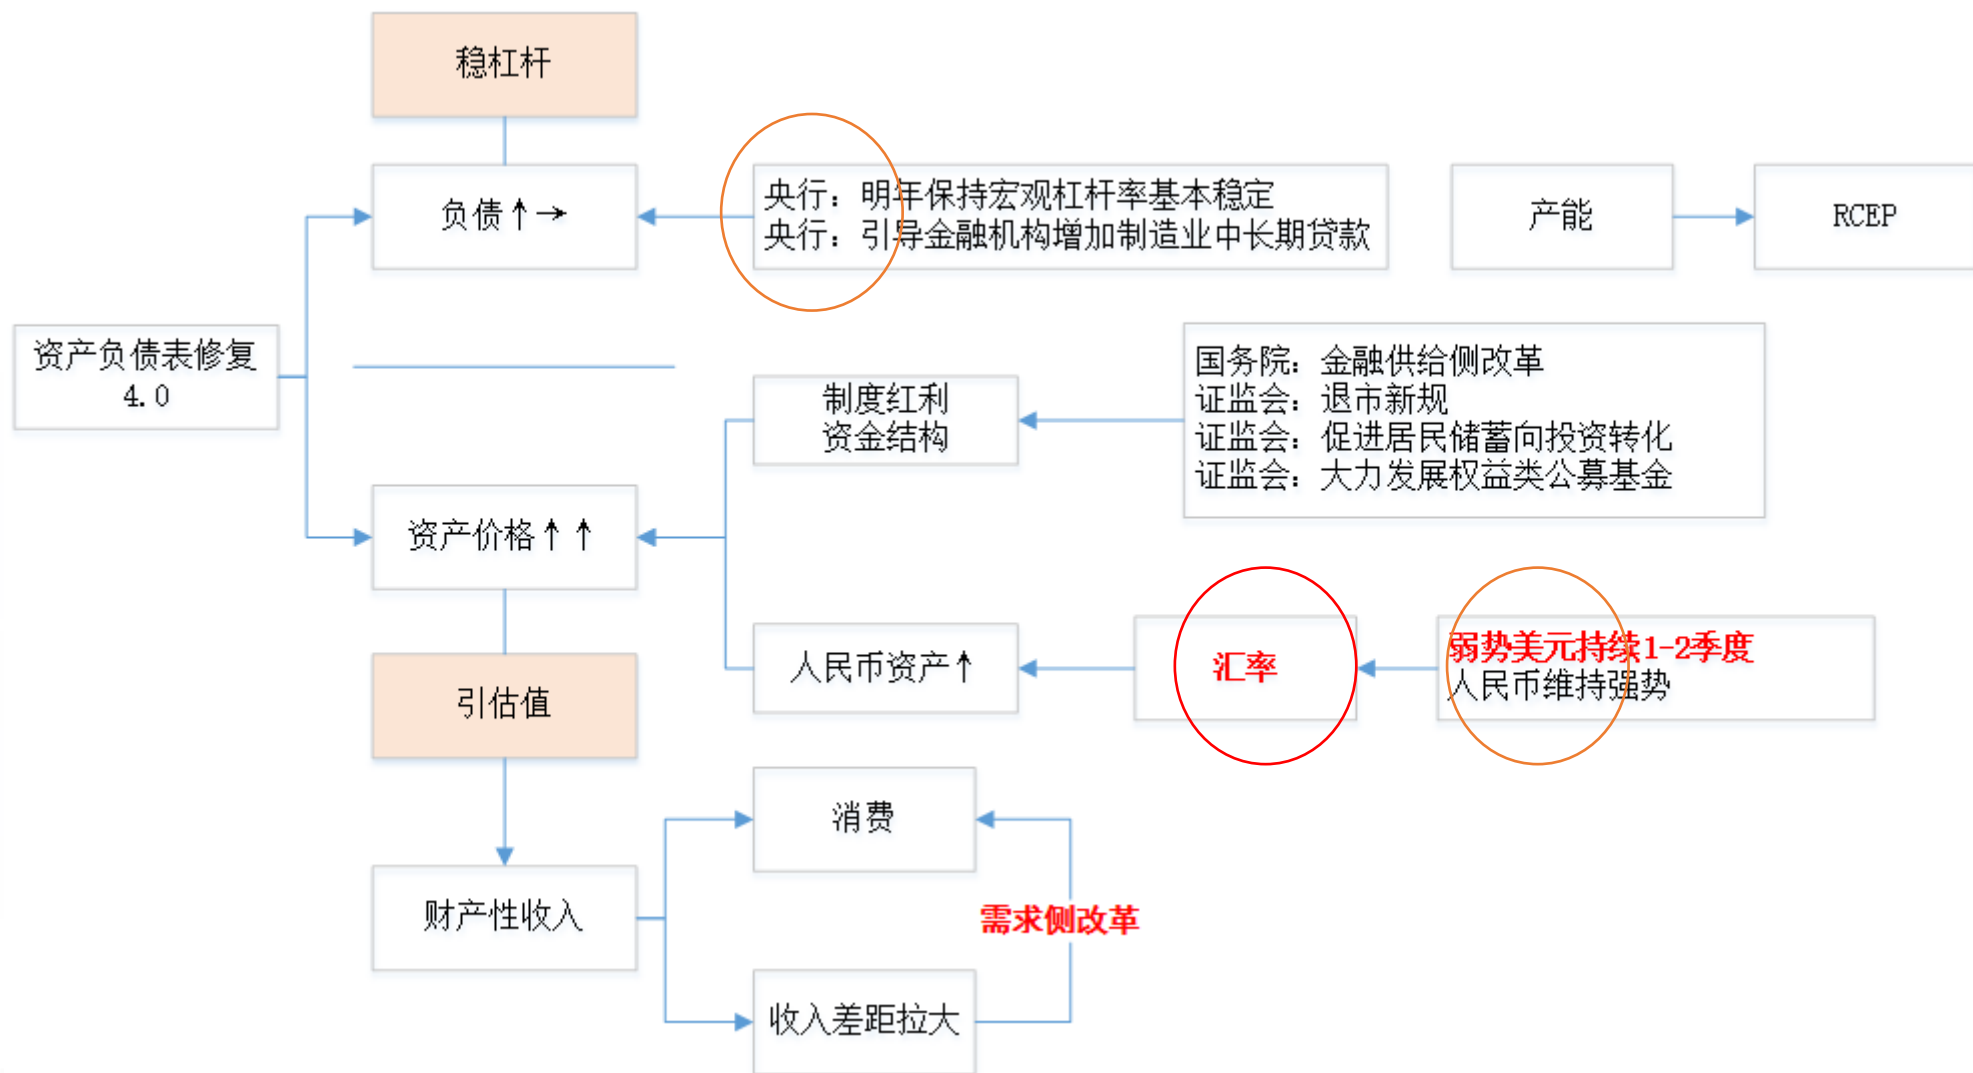 稳杠杆
负债↑→
央行：明年保持宏观杠杆率基本稳定
央行：引导金融机构增加制造业中长期贷款
产能
RCEP
资产负债表修复
4.0
制度红利
资金结构
国务院：金融供给侧改革
证监会：退市新规
证监会：促进居民储蓄向投资转化
证监会：大力发展权益类公募基金
资产价格↑↑
人民币资产↑
汇率
弱势美元持续1-2季度
人民币维持强势
引估值
消费
财产性收入
需求侧改革
收入差距拉大